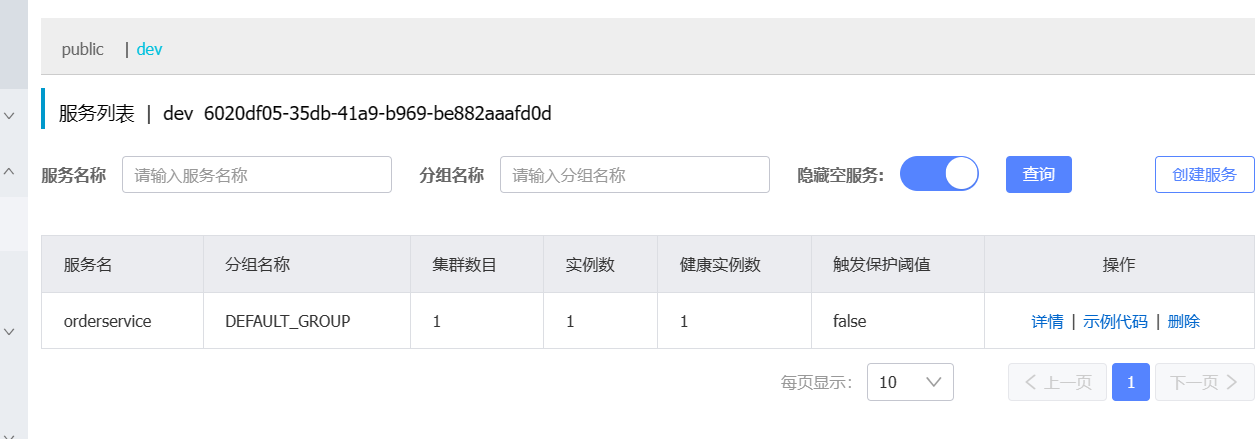 public | dev
服务列表 | dev 6020df05-35db-41a9-b969-be882aaafd0d
服务名称 请输入服务名称 分组名称 请输入分组名称 隐藏空服务: 查询 创建服务
服务名 分组名称 集群数目 实例数 健康实例数 触发保护阈值 操作
orderservice DEFAULT_GROUP 1 1 1 false 详情 | 示例代码 | 删除
每页显示: 10 上一页 1 下一页